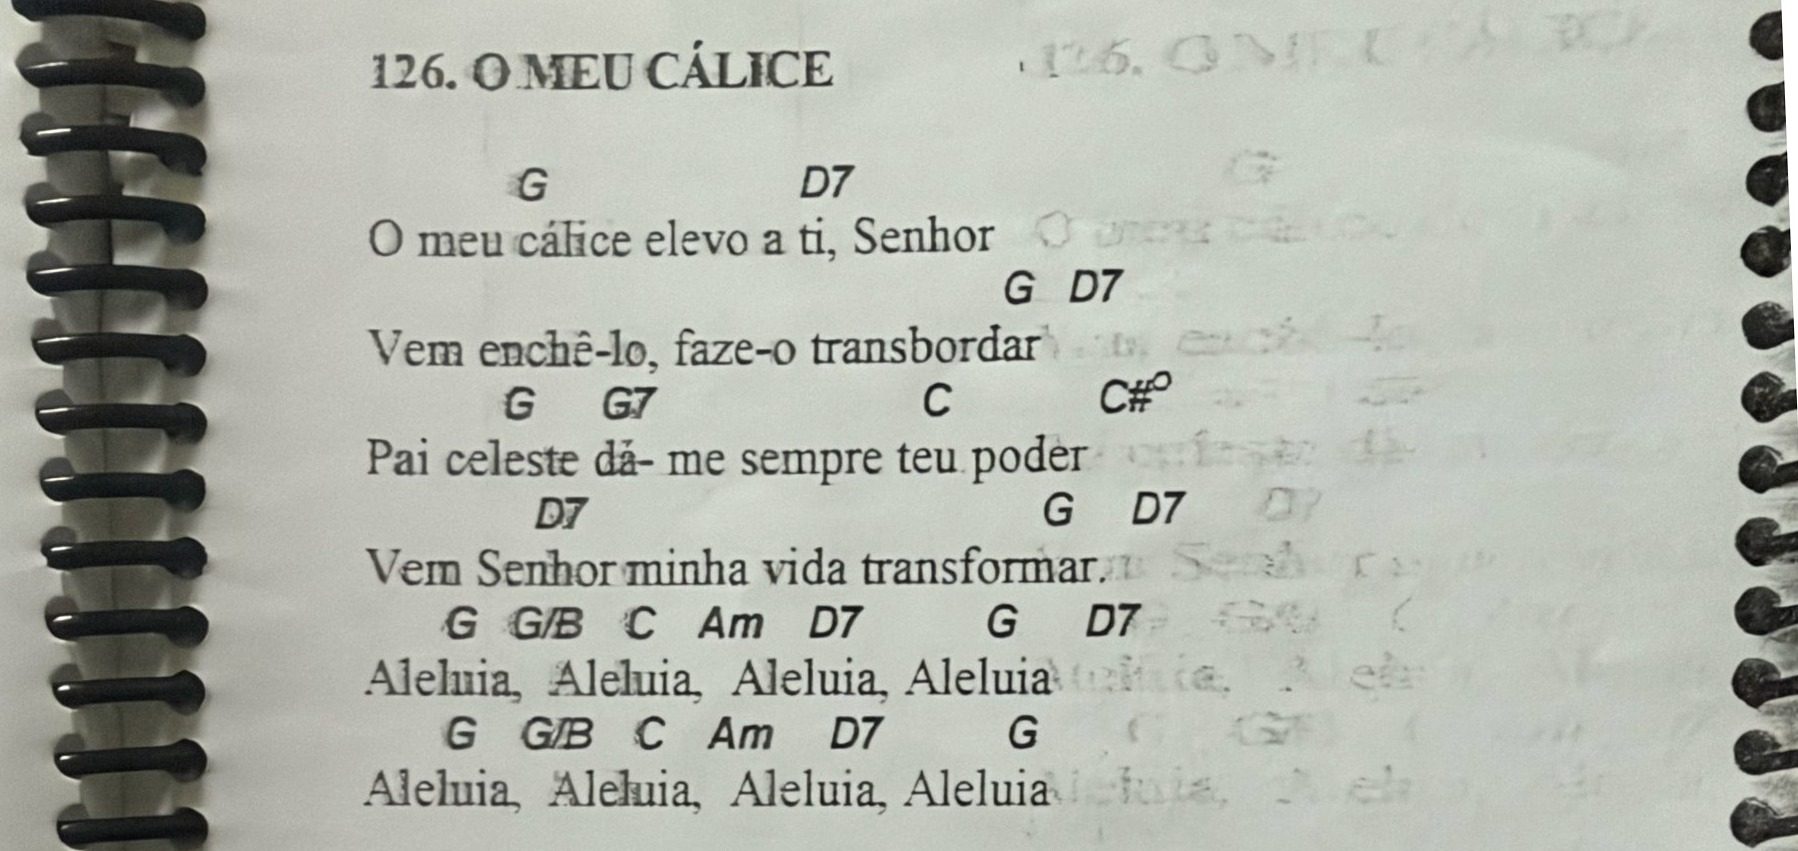 126. O MEU CÁLICE
G D7
O meu cálice elevo a ti, Senhor
G D7
Vem enchê-lo, faze-o transbordar
G G7 C C#º
Pai celeste dá- me sempre teu poder
D7 G D7
Vem Senhor minha vida transformar.
G G/B C Am D7 G D7
Aleluia, Aleluia, Aleluia, Aleluia
G G/B C Am D7 G
Aleluia, Aleluia, Aleluia, Aleluia